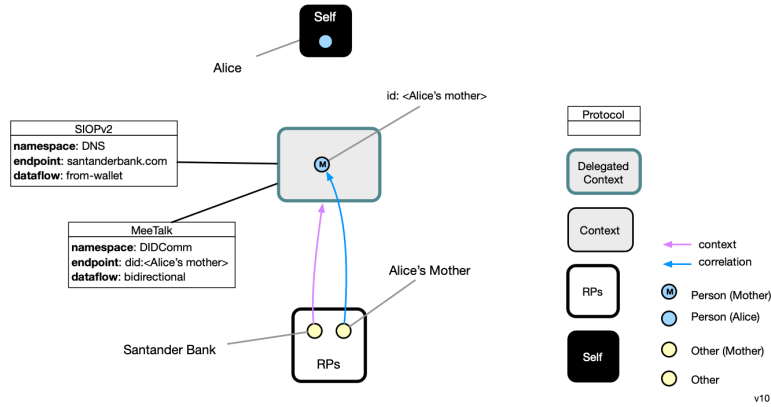 Self
Alice
id: <Alice's mother>
SIOPv2
namespace: DNS
endpoint: santanderbank.com
dataflow: from-wallet
M
MeeTalk
namespace: DIDComm
endpoint: did:<Alice's mother>
dataflow: bidirectional
Alice's Mother
Santander Bank
RPs
Protocol
Delegated
Context
Context
context
correlation
RPs
M Person (Mother)
Person (Alice)
Self
Other (Mother)
Other
v10